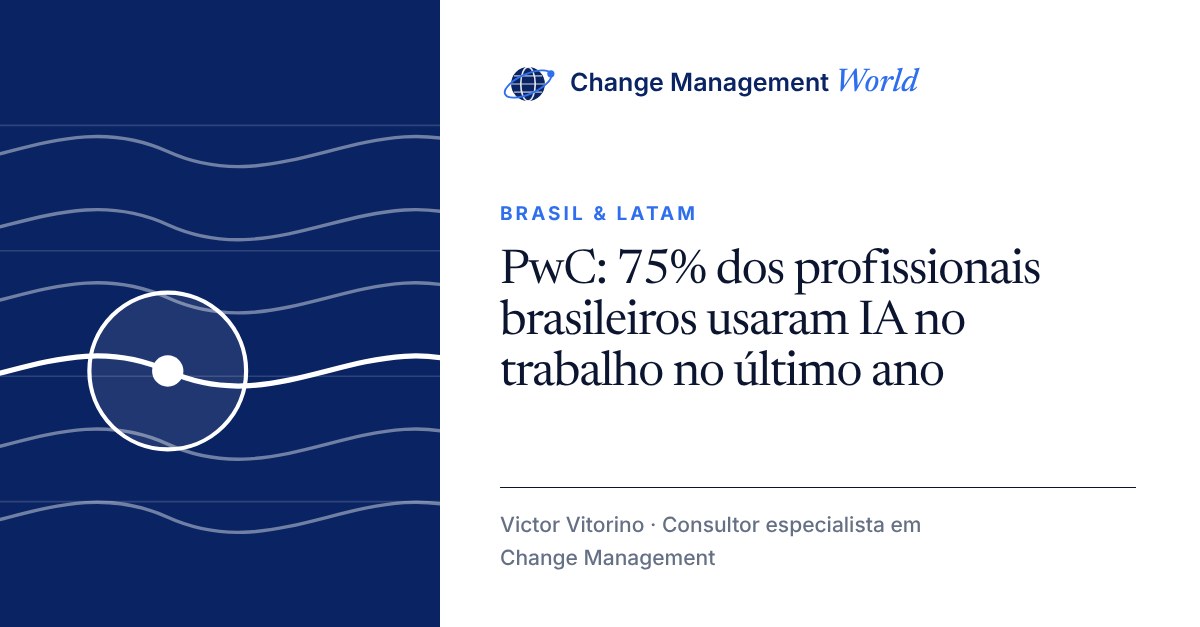 Change Management World
BRASIL & LATAM
PwC: 75% dos profissionais
brasileiros usaram IA no
trabalho no último ano
Victor Vitorino · Consultor especialista em
Change Management